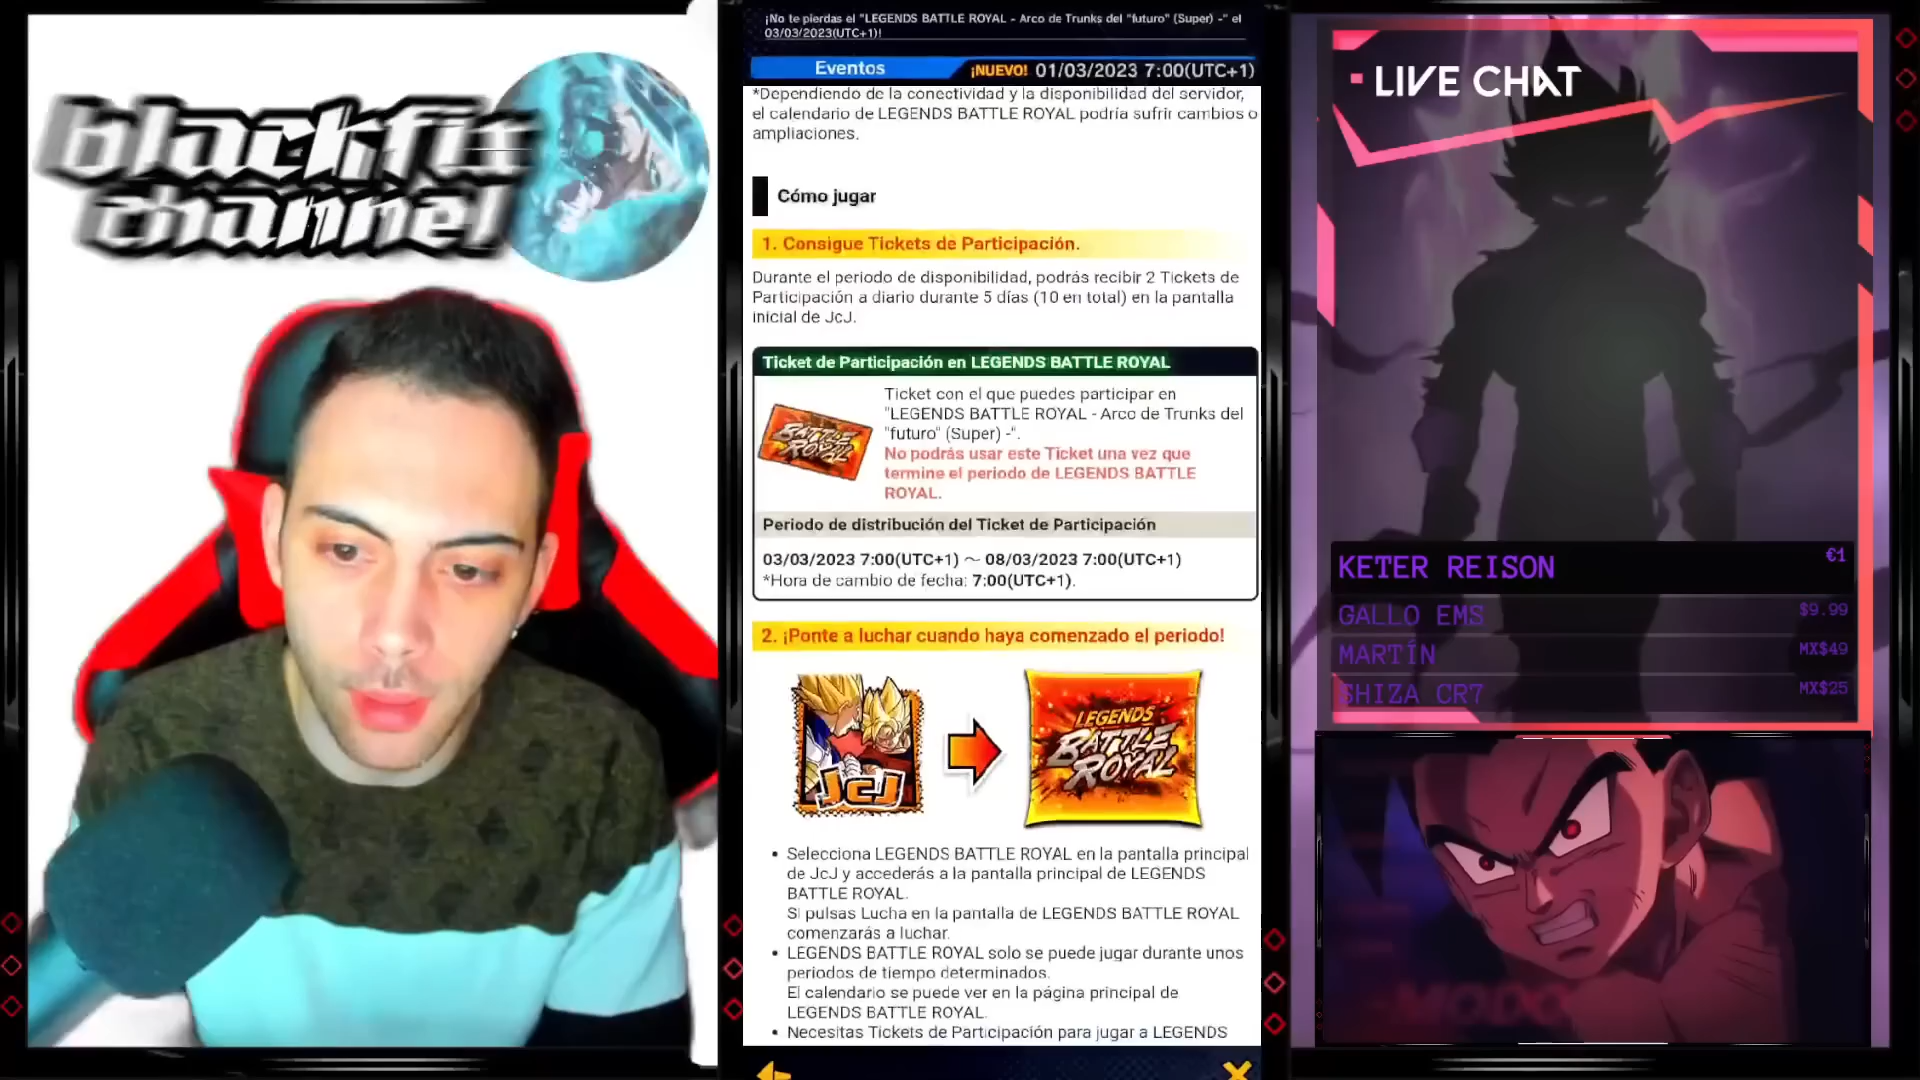 blackfix
channel
¡No te pierdas el "LEGENDS BATTLE ROYAL - Arco de Trunks del "futuro" (Super) -" el
03/03/2023(UTC+1)!
Eventos
¡NUEVO! 01/03/2023 7:00(UTC+1)
*Dependiendo de la conectividad y la disponibilidad del servidor,
el calendario de LEGENDS BATTLE ROYAL podría sufrir cambios o
ampliaciones.
Cómo jugar
1. Consigue Tickets de Participación.
Durante el periodo de disponibilidad, podrás recibir 2 Tickets de
Participación a diario durante 5 días (10 en total) en la pantalla
inicial de JcJ.
Ticket de Participación en LEGENDS BATTLE ROYAL
BATTLE
ROYAL
Ticket con el que puedes participar en
"LEGENDS BATTLE ROYAL - Arco de Trunks del
"futuro" (Super) -".
No podrás usar este Ticket una vez que
termine el periodo de LEGENDS BATTLE
ROYAL.
Periodo de distribución del Ticket de Participación
03/03/2023 7:00(UTC+1) ～ 08/03/2023 7:00(UTC+1)
*Hora de cambio de fecha: 7:00(UTC+1).
2. ¡Ponte a luchar cuando haya comenzado el periodo!
JcJ
LEGENDS
BATTLE
ROYAL
• Selecciona LEGENDS BATTLE ROYAL en la pantalla principal
de JcJ y accederás a la pantalla principal de LEGENDS
BATTLE ROYAL.
Si pulsas Lucha en la pantalla de LEGENDS BATTLE ROYAL
comenzarás a luchar.
• LEGENDS BATTLE ROYAL solo se puede jugar durante unos
periodos de tiempo determinados.
El calendario se puede ver en la página principal de
LEGENDS BATTLE ROYAL.
• Necesitas Tickets de Participación para jugar a LEGENDS
LIVE CHAT
KETER REISON €1
GALLO EMS $9.99
MARTÍN MX$49
SHIZA CR7 MX$25